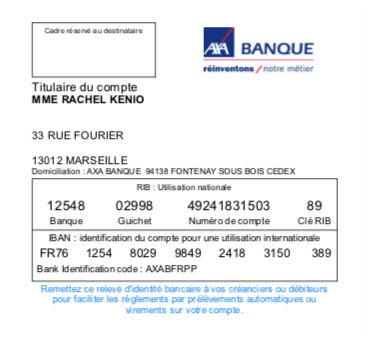 Cadre réservé au destinataire
AXA BANQUE
réinventons / notre métier
Titulaire du compte
MME RACHEL KENIO
33 RUE FOURIER
13012 MARSEILLE
Domiciliation : AXA BANQUE 94138 FONTENAY SOUS BOIS CEDEX
RIB : Utilisation nationale
12548 02998 49241831503 89
Banque Guichet Numéro de compte Clé RIB
IBAN : identification du compte pour une utilisation internationale
FR76 1254 8029 9849 2418 3150 389
Bank Identification code : AXABFRPP
Remettez ce relevé d'identité bancaire à vos créanciers ou débiteurs
pour faciliter les règlements par prélèvements automatiques ou
virements sur votre compte.